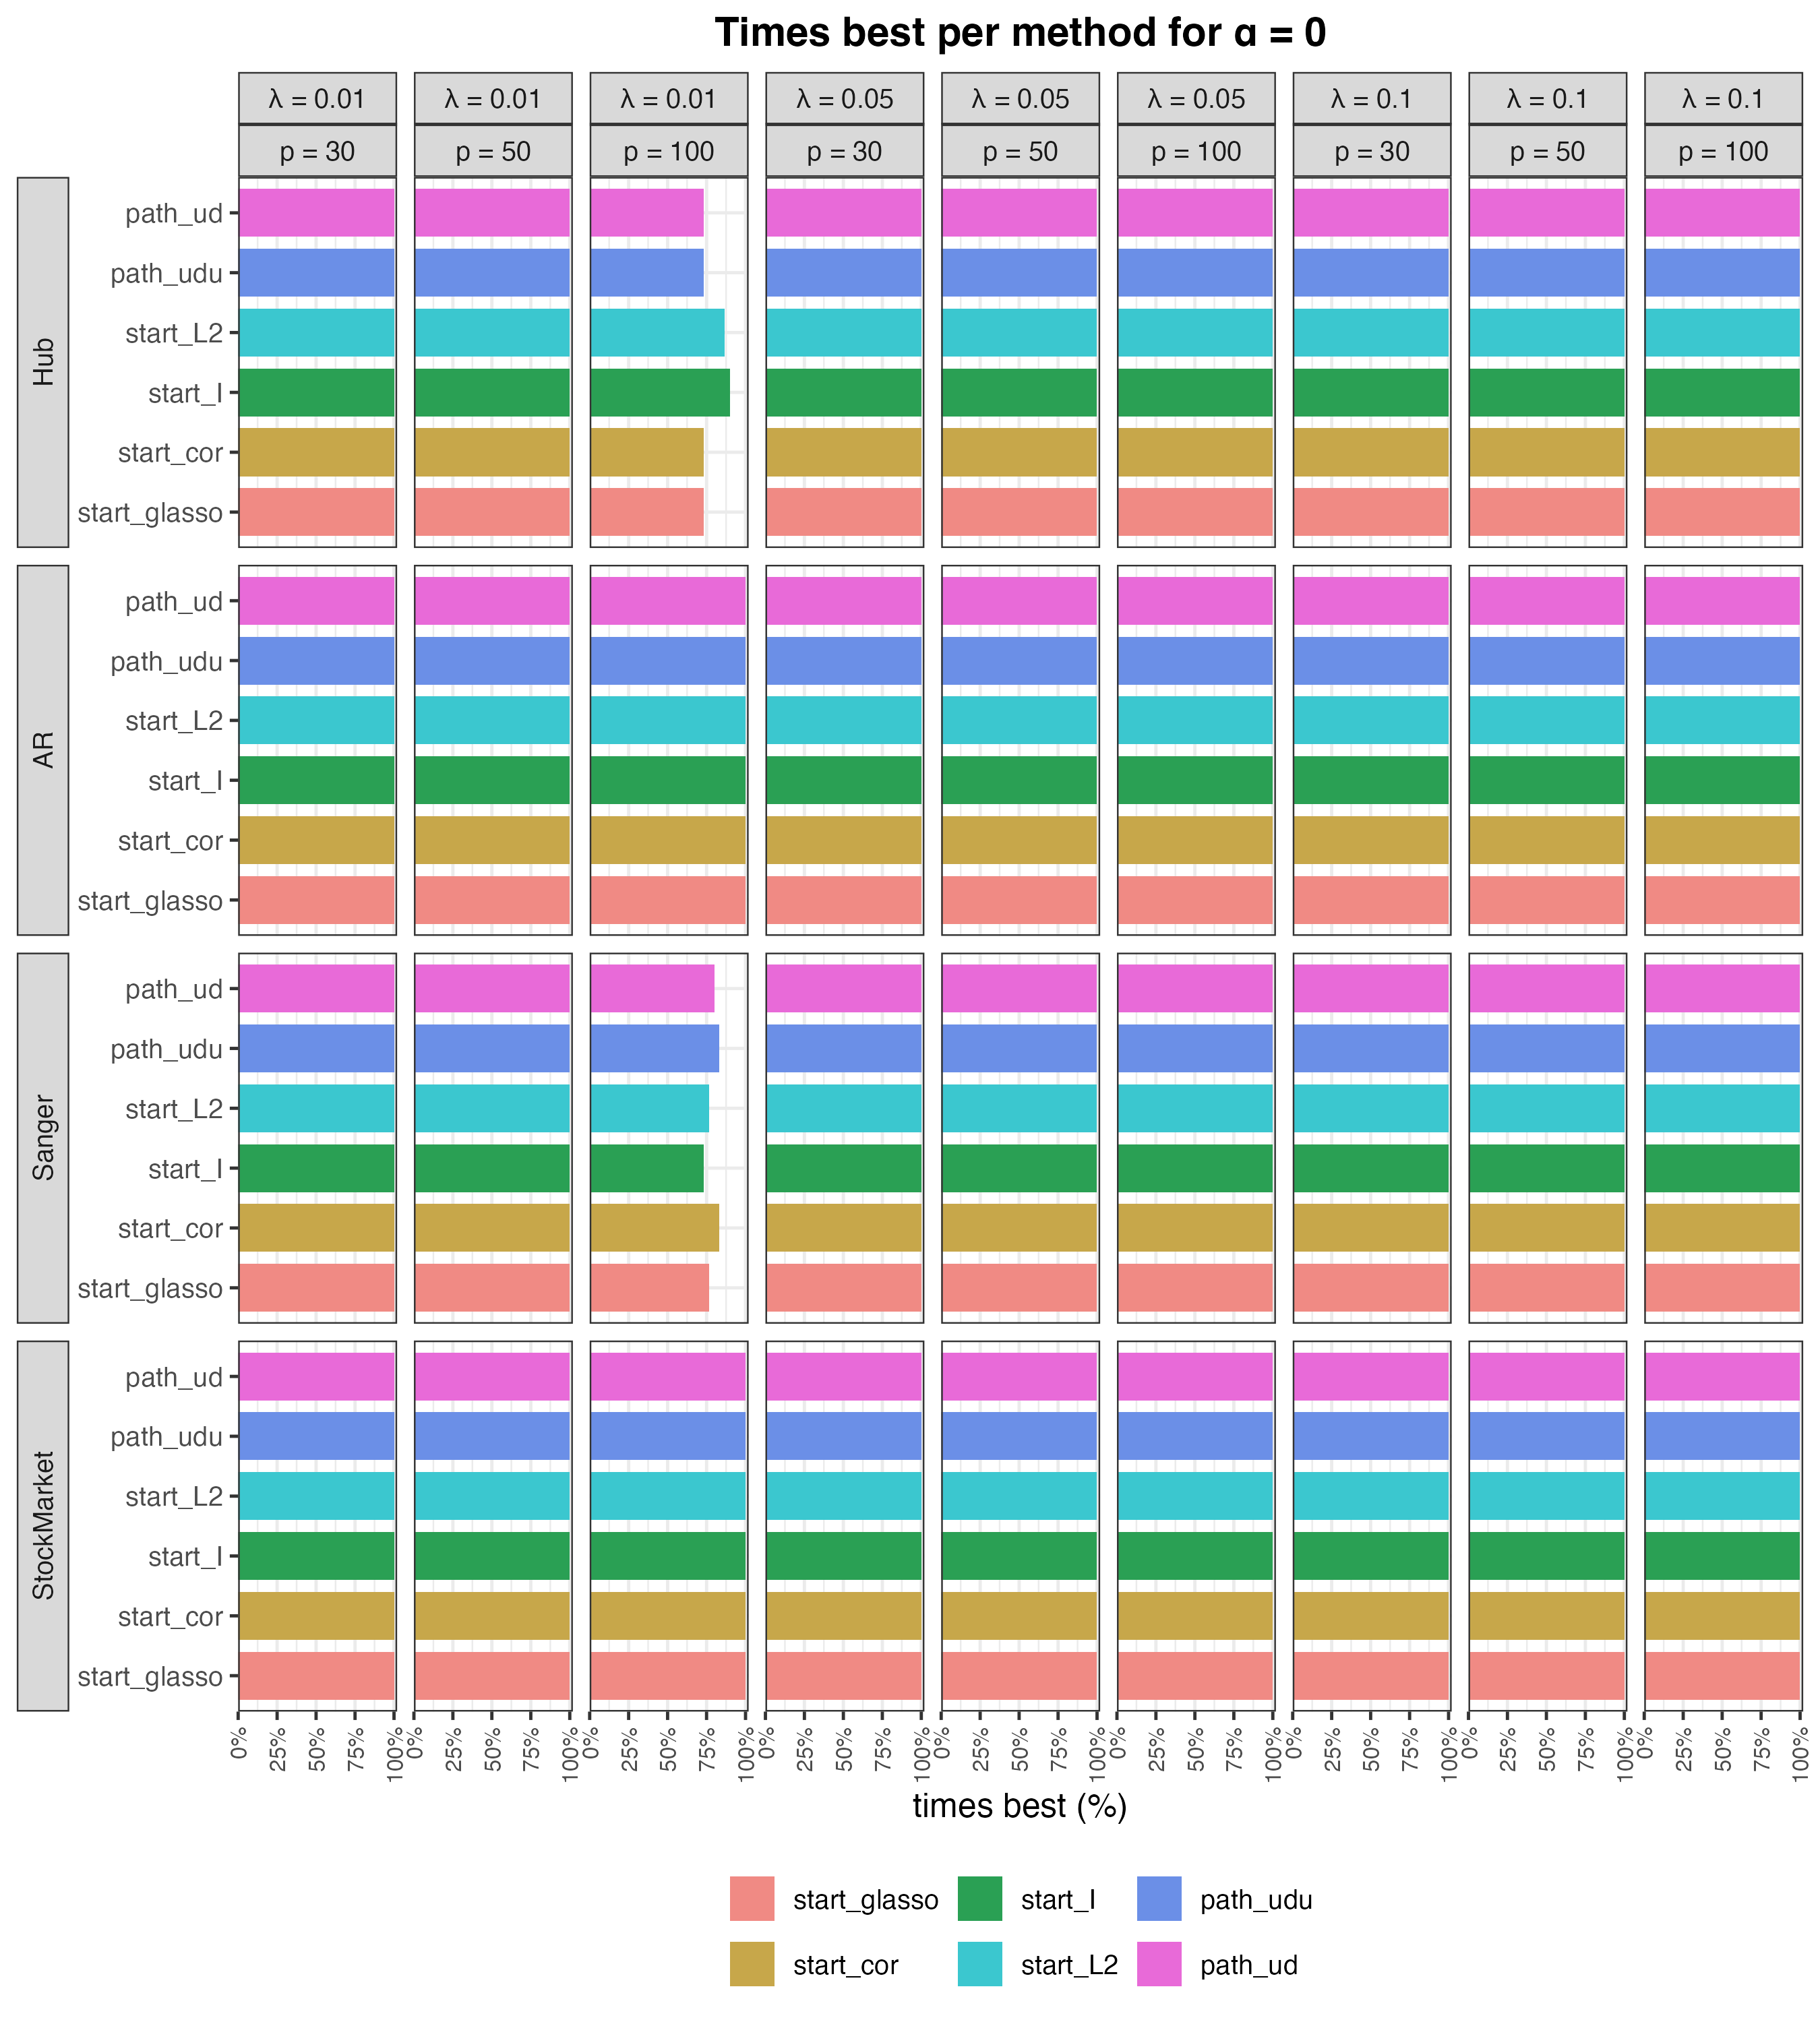 Times best per method for α = 0
λ = 0.01 λ = 0.01 λ = 0.01 λ = 0.05 λ = 0.05 λ = 0.05 λ = 0.1 λ = 0.1 λ = 0.1
p = 30 p = 50 p = 100 p = 30 p = 50 p = 100 p = 30 p = 50 p = 100
Hub
path_ud
path_udu
start_L2
start_I
start_cor
start_glasso
AR
path_ud
path_udu
start_L2
start_I
start_cor
start_glasso
Sanger
path_ud
path_udu
start_L2
start_I
start_cor
start_glasso
StockMarket
path_ud
path_udu
start_L2
start_I
start_cor
start_glasso
0% 25% 50% 75% 100% 0% 25% 50% 75% 100% 0% 25% 50% 75% 100% 0% 25% 50% 75% 100% 0% 25% 50% 75% 100% 0% 25% 50% 75% 100% 0% 25% 50% 75% 100% 0% 25% 50% 75% 100% 0% 25% 50% 75% 100%
times best (%)
start_glasso start_I path_udu
start_cor start_L2 path_ud